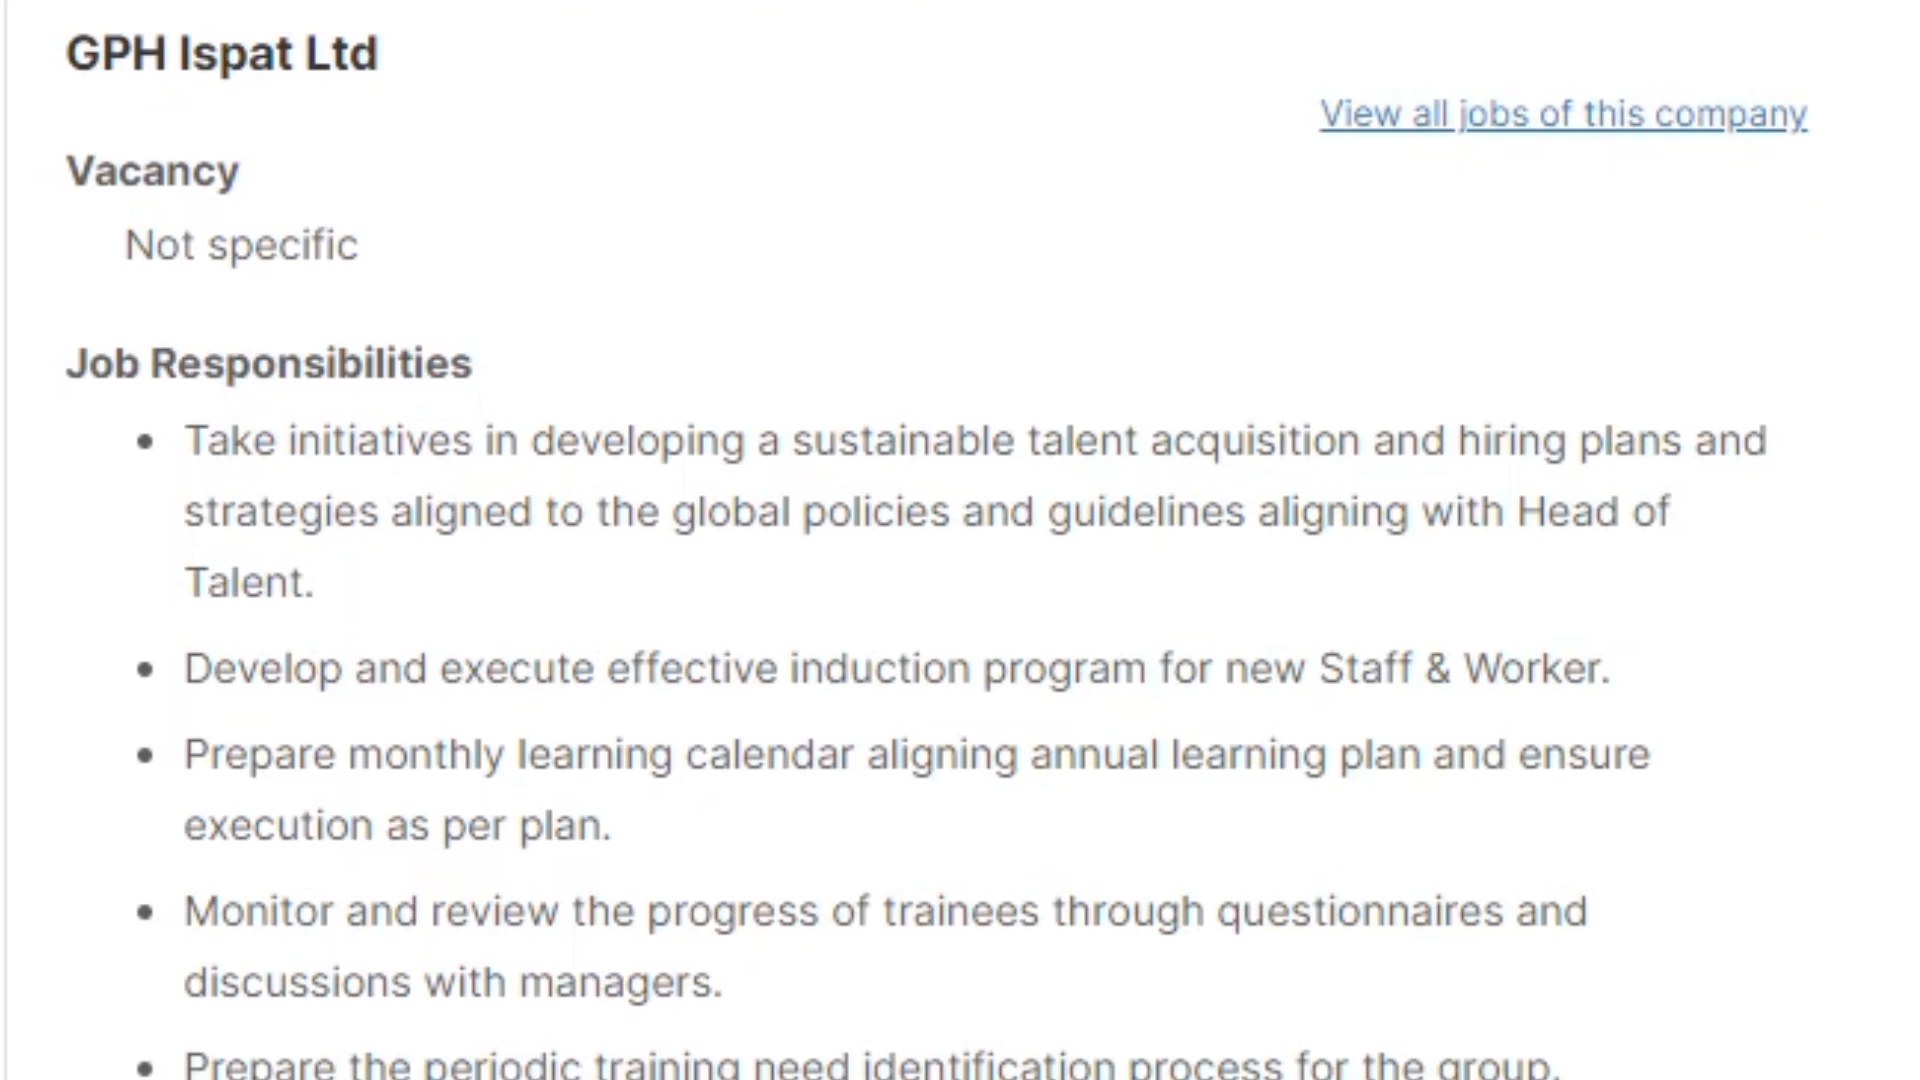 GPH Ispat Ltd
View all jobs of this company
Vacancy
Not specific
Job Responsibilities
• Take initiatives in developing a sustainable talent acquisition and hiring plans and
strategies aligned to the global policies and guidelines aligning with Head of
Talent.
• Develop and execute effective induction program for new Staff & Worker.
• Prepare monthly learning calendar aligning annual learning plan and ensure
execution as per plan.
• Monitor and review the progress of trainees through questionnaires and
discussions with managers.
• Prepare the periodic training need identification process for the group.